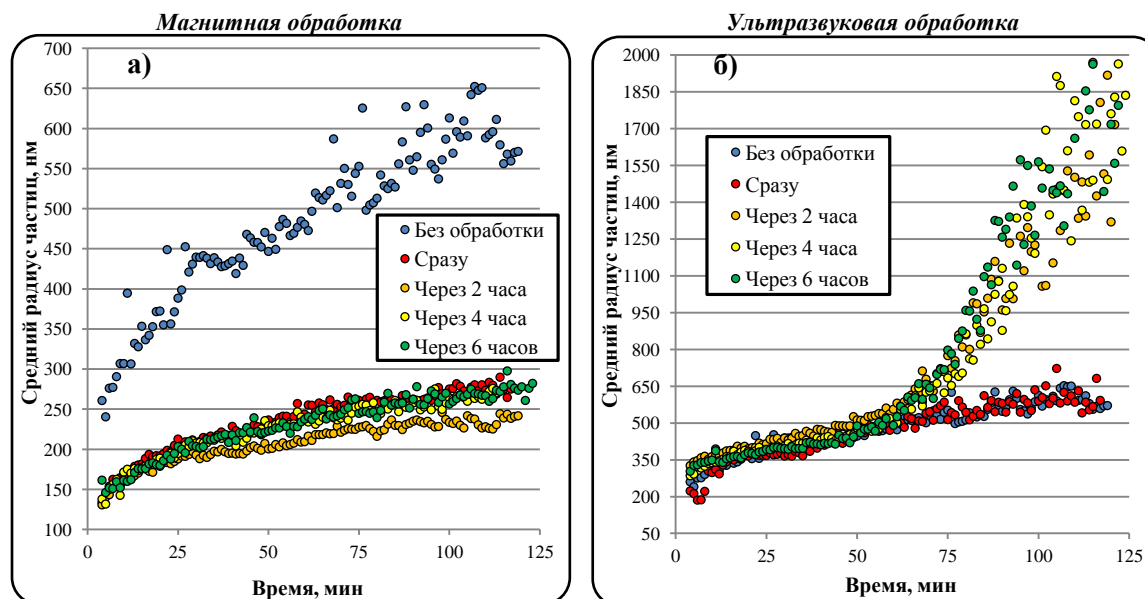 Магнитная обработка
Ультразвуковая обработка
а)
Средний радиус частиц, нм
700
650
600
550
500
450
400
350
300
250
200
150
100
Без обработки
Сразу
Через 2 часа
Через 4 часа
Через 6 часов
0 25 50 75 100 125
Время, мин
б)
Средний радиус частиц, нм
2000
1850
1700
1550
1400
1250
1100
950
800
650
500
350
200
50
Без обработки
Сразу
Через 2 часа
Через 4 часа
Через 6 часов
0 25 50 75 100 125
Время, мин